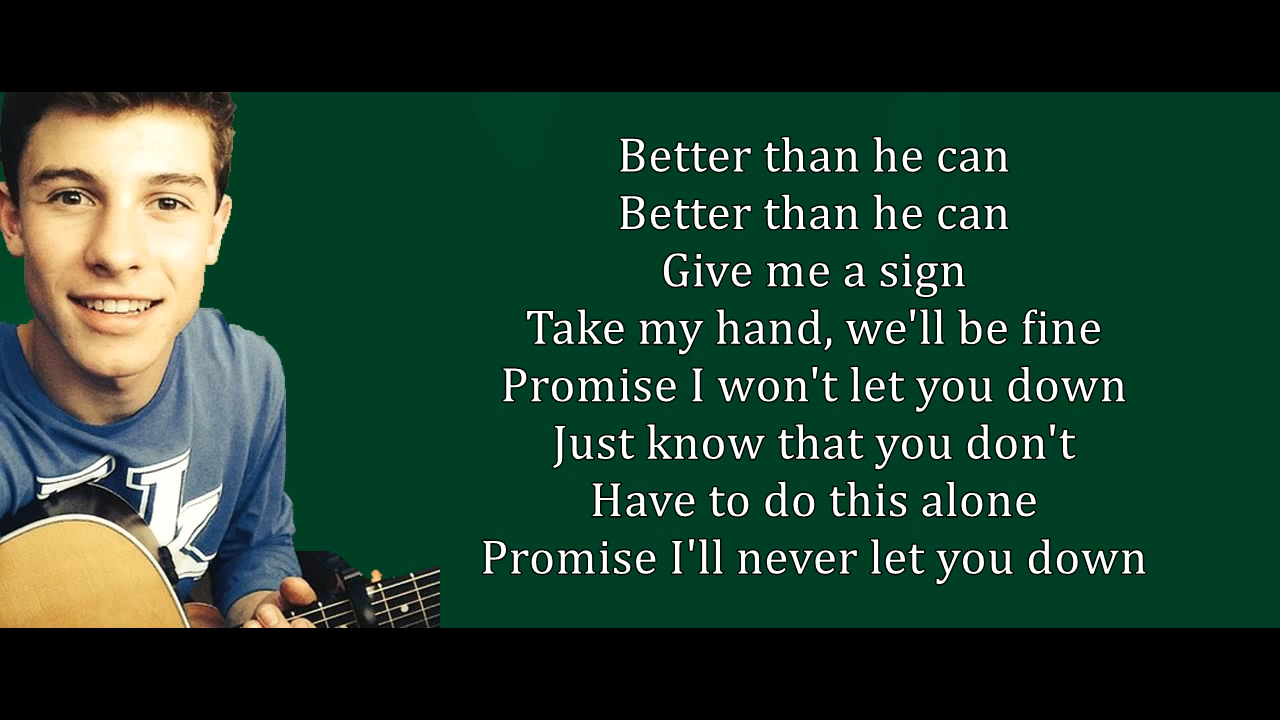 Better than he can
Better than he can
Give me a sign
Take my hand, we'll be fine
Promise I won't let you down
Just know that you don't
Have to do this alone
Promise I'll never let you down